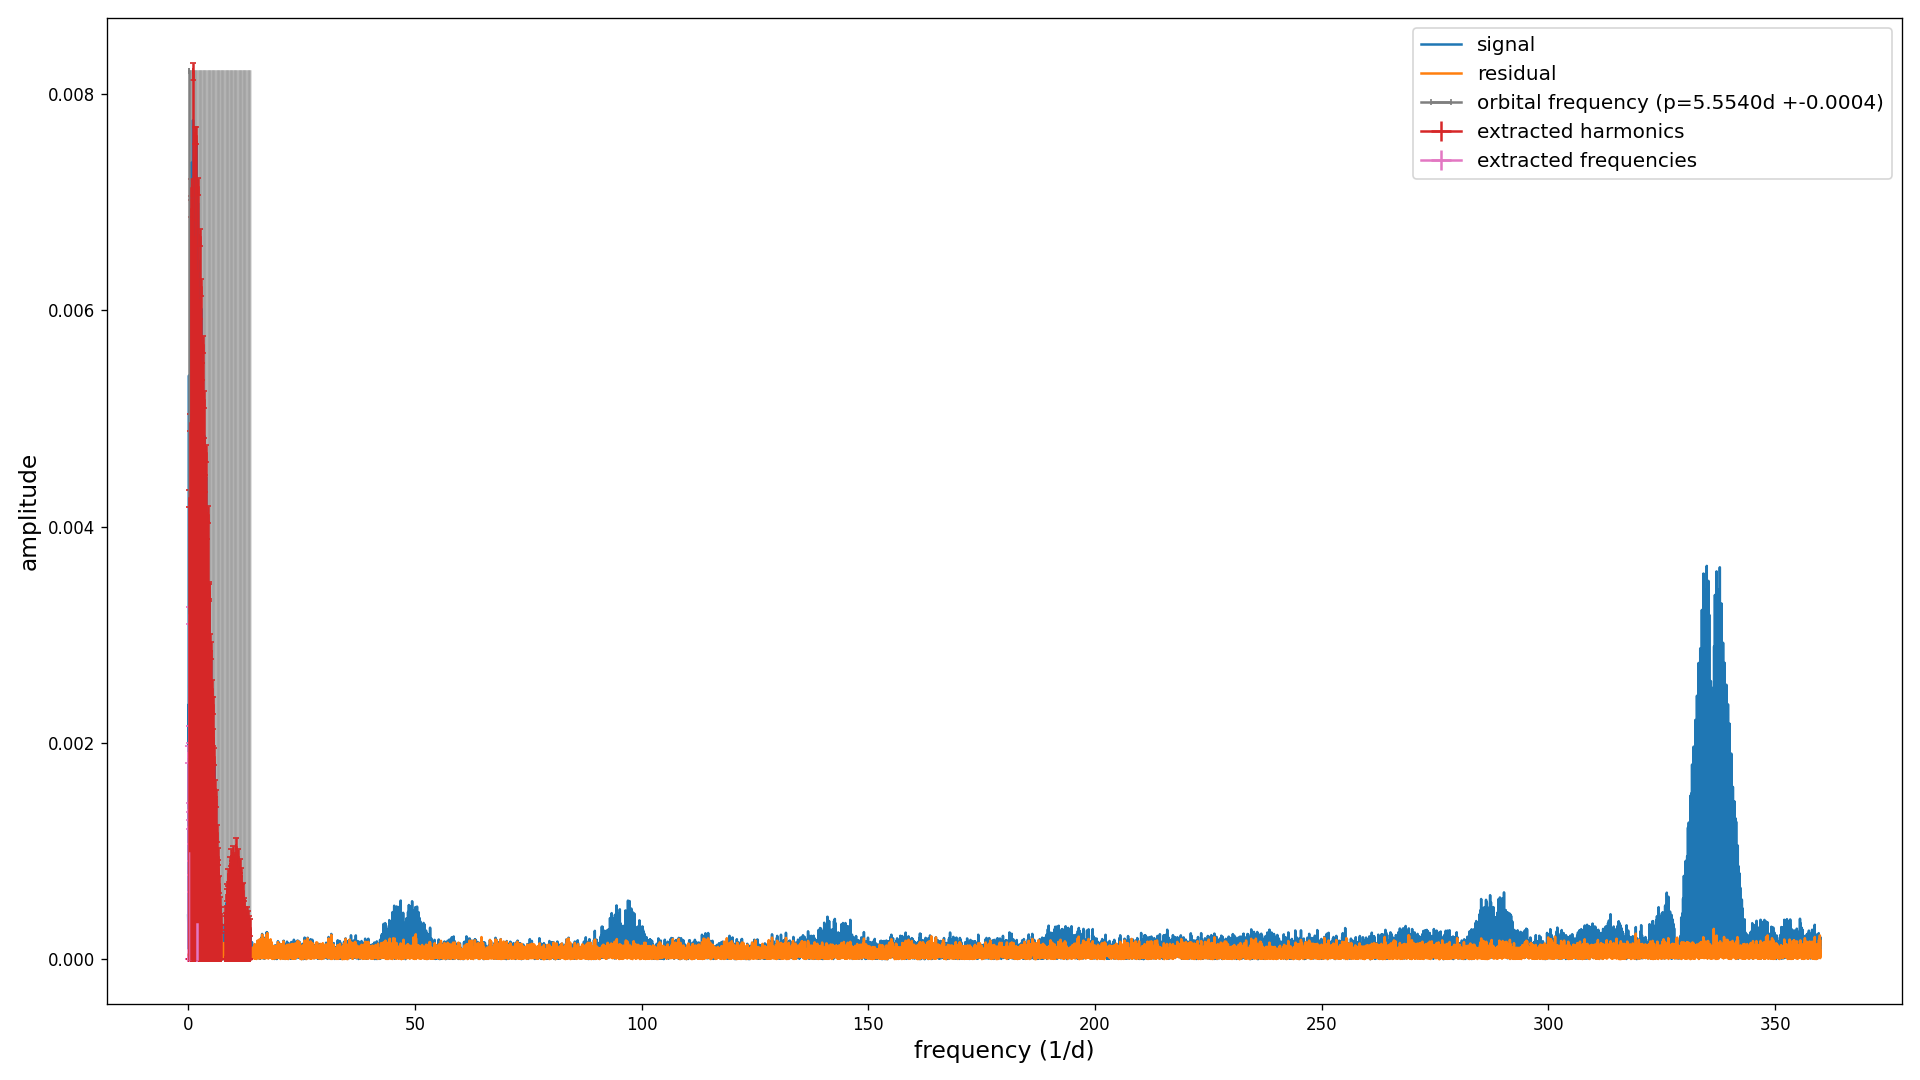 signal
residual
orbital frequency (p=5.5540d +-0.0004)
extracted harmonics
extracted frequencies
0.008
0.006
0.004
0.002
0.000
amplitude
0 50 100 150 200 250 300 350
frequency (1/d)